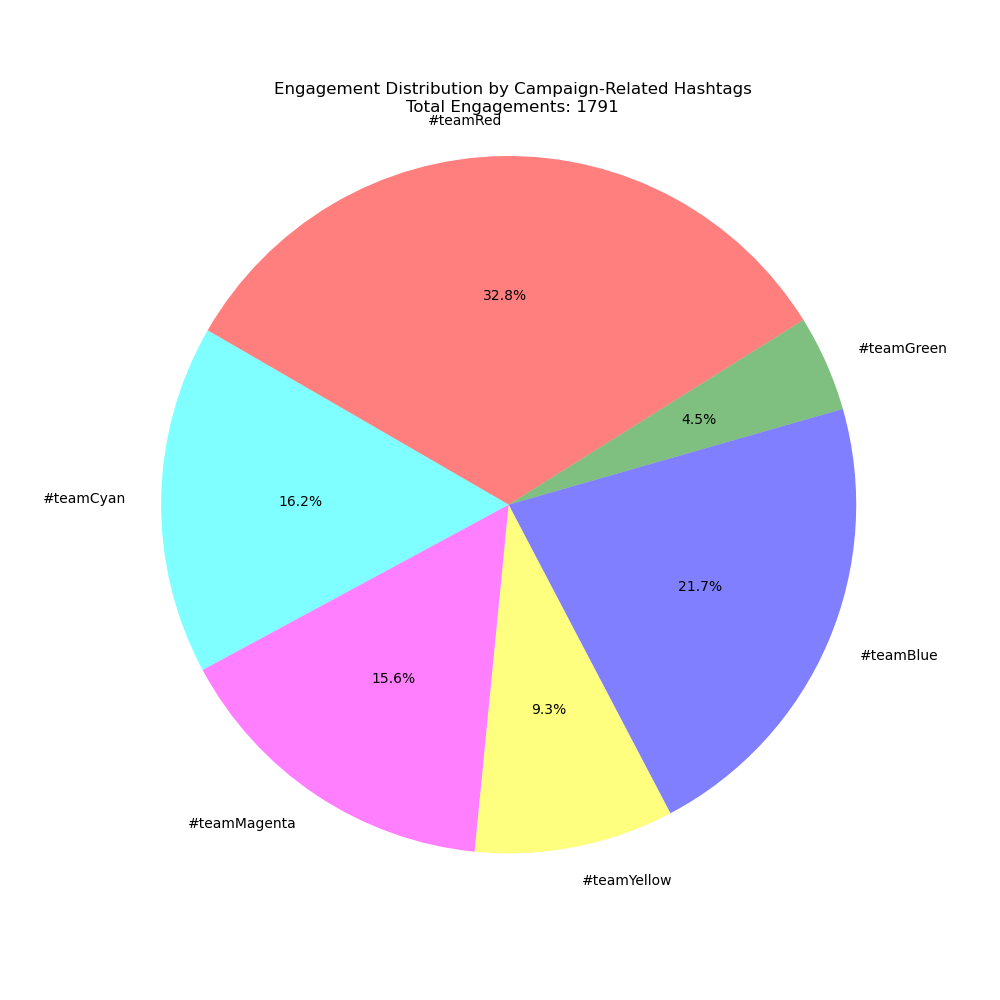 Engagement Distribution by Campaign-Related Hashtags
Total Engagements: 1791
#teamRed
32.8%
#teamGreen
4.5%
#teamCyan
16.2%
21.7%
#teamBlue
15.6%
9.3%
#teamMagenta
#teamYellow